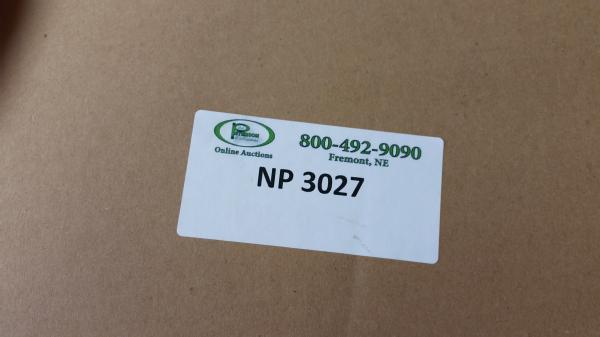 Online Auctions
800-492-9090
Fremont, NE
NP 3027